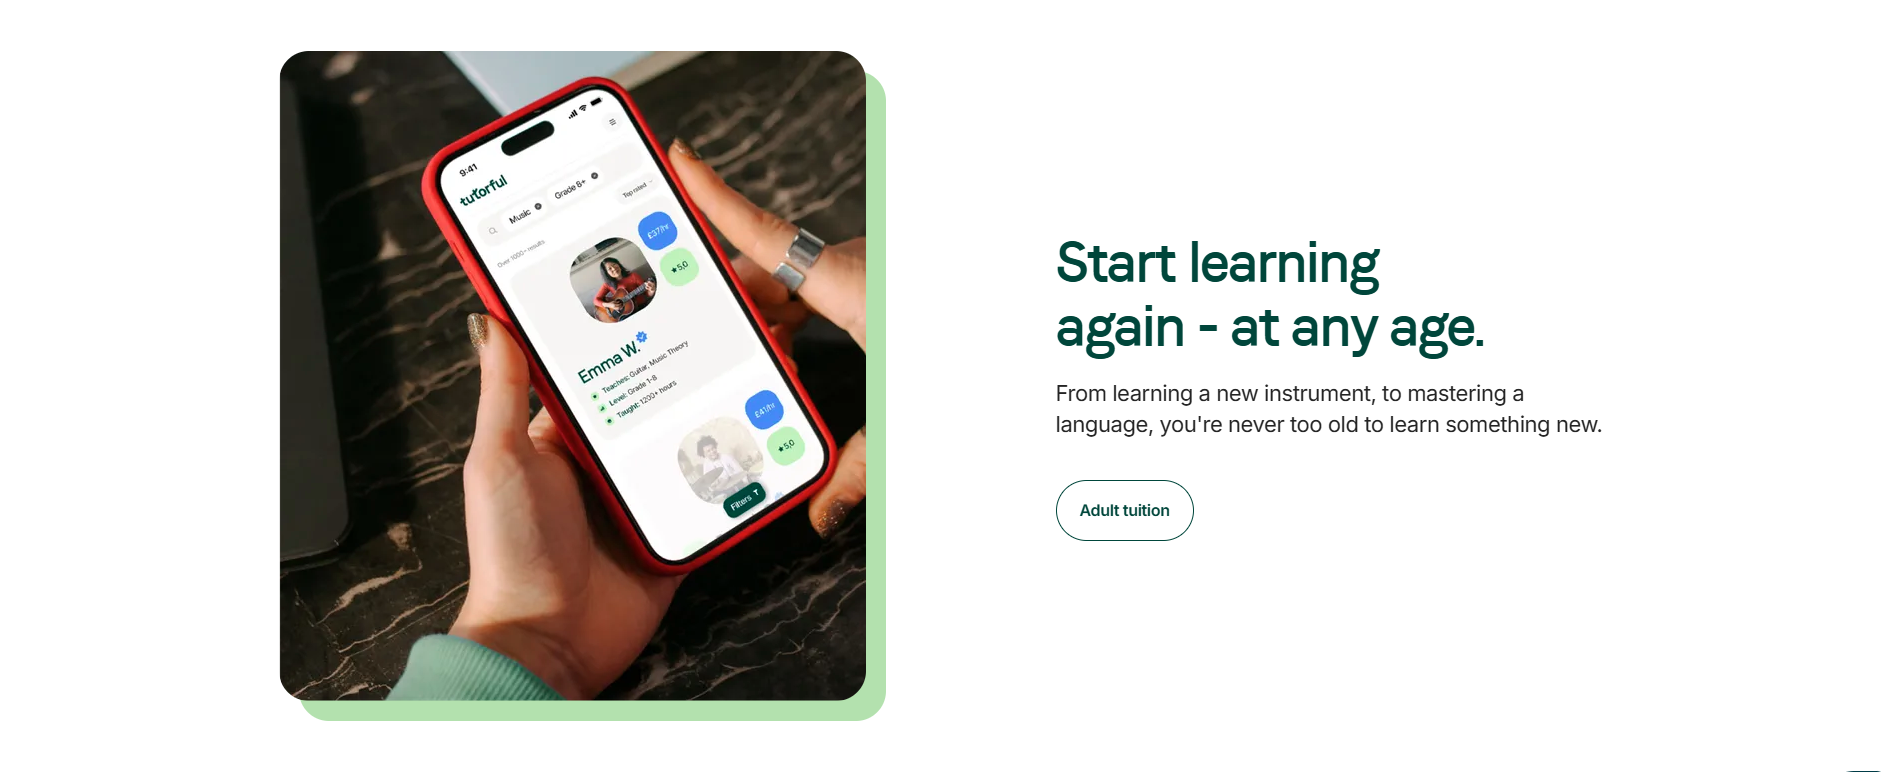 9:41
tutorful
Music
Grade 8+
Top rated
Over 1000+ results
£37/hr
5,0
Emma W.
Teaches: Guitar, Music Theory
Level: Grade 1-8
Taught: 1200+ hours
£41/hr
5,0
Filters
Start learning
again - at any age.
From learning a new instrument, to mastering a
language, you're never too old to learn something new.
Adult tuition